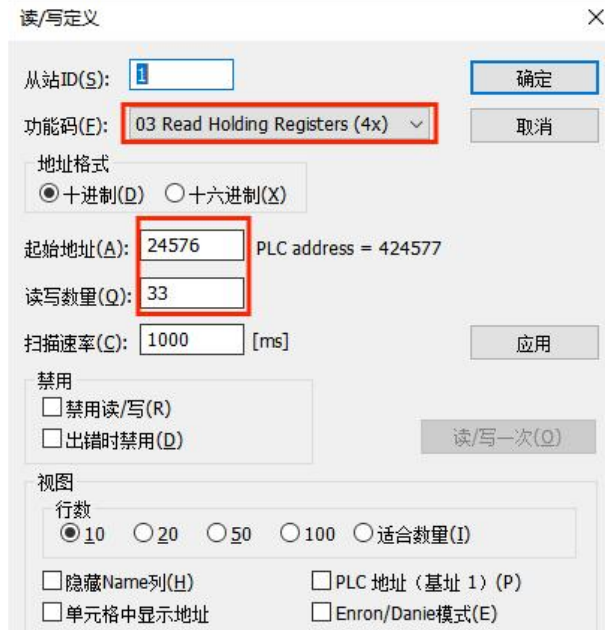 读/写定义
从站ID(S): 1 确定
功能码(F): 03 Read Holding Registers (4x) 取消
地址格式
十进制(D) 十六进制(X)
起始地址(A): 24576 PLC address = 424577
读写数量(Q): 33
扫描速率(C): 1000 [ms] 应用
禁用
禁用读/写(R)
出错时禁用(D) 读/写一次(O)
视图
行数
10 20 50 100 适合数量(I)
隐藏Name列(H) PLC 地址（基址 1）(P)
单元格中显示地址 Enron/Danie模式(E)